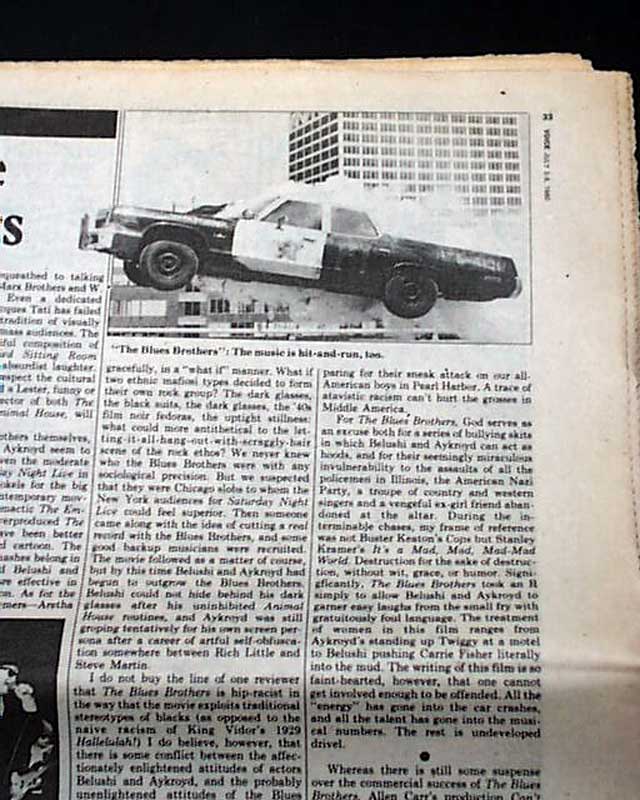 33
VOICE JULY 2-8, 1980
e
s
equeathed to talking
Marx Brothers and W.
Even a dedicated
cques Tati has failed
tradition of visually
mass audiences. The
iful composition of
rd Sitting Room
absurdist laughter.
nspect the cultural
d a Lester, funny or
ector of both The
nimal House, will
others themselves,
Aykroyd seem to
ven the moderate
ay Night Live in
okels for the big
ntemporary mov-
mactic The Em-
verproduced The
ave been better
d cartoon. The
mashes belong in
d Belushi and
re effective in
on. As for the
mers—Aretha
"The Blues Brothers": The music is hit-and-run, too.
gracefully, in a "what if" manner. What if
two ethnic mafiosi types decided to form
their own rock group? The dark glasses,
the black suits, the dark glasses, the '40s
film noir fedoras, the uptight stillness:
what could more antithetical to the let-
ting-it-all-hang-out-with-scraggly-hair
scene of the rock ethos? We never knew
who the Blues Brothers were with any
sociological precision. But we suspected
that they were Chicago slobs to whom the
New York audiences for Saturday Night
Live could feel superior. Then someone
came along with the idea of cutting a real
record with the Blues Brothers, and some
good backup musicians were recruited.
The movie followed as a matter of course,
but by this time Belushi and Aykroyd had
begun to outgrow the Blues Brothers.
Belushi could not hide behind his dark
glasses after his uninhibited Animal
House routines, and Aykroyd was still
groping tentatively for his own screen per-
sona after a career of artful self-obfusca-
tion somewhere between Rich Little and
Steve Martin.
I do not buy the line of one reviewer
that The Blues Brothers is hip-racist in
the way that the movie exploits traditional
stereotypes of blacks (as opposed to the
naive racism of King Vidor's 1929
Hallelujah!) I do believe, however, that
there is some conflict between the affec-
tionately enlightened attitudes of actors
Belushi and Aykroyd, and the probably
unenlightened attitudes of the Blues
paring for their sneak attack on our all-
American boys in Pearl Harbor. A trace of
atavistic racism can't hurt the grosses in
Middle America.
For The Blues Brothers, God serves as
an excuse both for a series of bullying skits
in which Belushi and Aykroyd can act as
hoods, and for their seemingly miraculous
invulnerability to the assaults of all the
policemen in Illinois, the American Nazi
Party, a troupe of country and western
singers and a vengeful ex-girl friend aban-
doned at the altar. During the in-
terminable chases, my frame of reference
was not Buster Keaton's Cops but Stanley
Kramer's It's a Mad, Mad, Mad-Mad
World. Destruction for the sake of destruc-
tion, without wit, grace, or humor. Signi-
ficantly, The Blues Brothers took an R
simply to allow Belushi and Aykroyd to
garner easy laughs from the small fry with
gratuitously foul language. The treatment
of women in this film ranges from
Aykroyd's standing up Twiggy at a motel
to Belushi pushing Carrie Fisher literally
into the mud. The writing of this film is so
faint-hearted, however, that one cannot
get involved enough to be offended. All the
"energy" has gone into the car crashes,
and all the talent has gone into the musi-
cal numbers. The rest is undeveloped
drivel.
Whereas there is still some suspense
over the commercial success of The Blues
Brothers, Allen Carr's production Can't